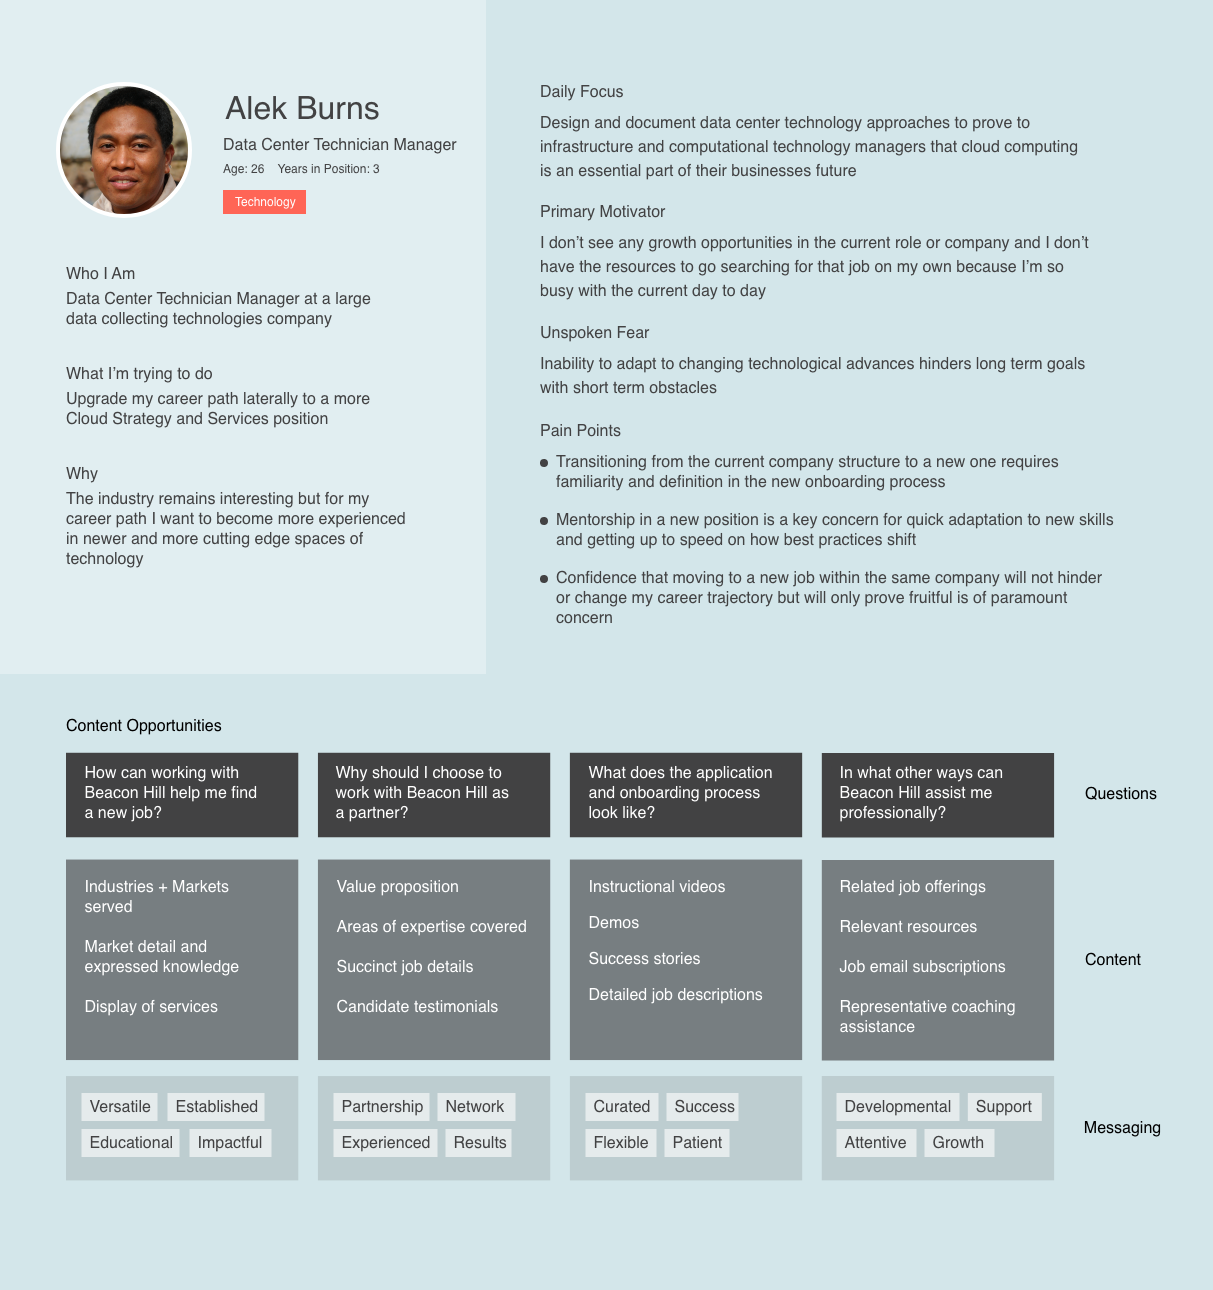 Alek Burns
Data Center Technician Manager
Age: 26 Years in Position: 3
Technology
Who I Am
Data Center Technician Manager at a large
data collecting technologies company
What I’m trying to do
Upgrade my career path laterally to a more
Cloud Strategy and Services position
Why
The industry remains interesting but for my
career path I want to become more experienced
in newer and more cutting edge spaces of
technology
Daily Focus
Design and document data center technology approaches to prove to
infrastructure and computational technology managers that cloud computing
is an essential part of their businesses future
Primary Motivator
I don’t see any growth opportunities in the current role or company and I don’t
have the resources to go searching for that job on my own because I’m so
busy with the current day to day
Unspoken Fear
Inability to adapt to changing technological advances hinders long term goals
with short term obstacles
Pain Points
Transitioning from the current company structure to a new one requires
familiarity and definition in the new onboarding process
Mentorship in a new position is a key concern for quick adaptation to new skills
and getting up to speed on how best practices shift
Confidence that moving to a new job within the same company will not hinder
or change my career trajectory but will only prove fruitful is of paramount
concern
Content Opportunities
How can working with
Beacon Hill help me find
a new job?
Why should I choose to
work with Beacon Hill as
a partner?
What does the application
and onboarding process
look like?
In what other ways can
Beacon Hill assist me
professionally?
Questions
Industries + Markets
served
Market detail and
expressed knowledge
Display of services
Value proposition
Areas of expertise covered
Succinct job details
Candidate testimonials
Instructional videos
Demos
Success stories
Detailed job descriptions
Related job offerings
Relevant resources
Job email subscriptions
Representative coaching
assistance
Content
Versatile Established
Educational Impactful
Partnership Network
Experienced Results
Curated Success
Flexible Patient
Developmental Support
Attentive Growth
Messaging